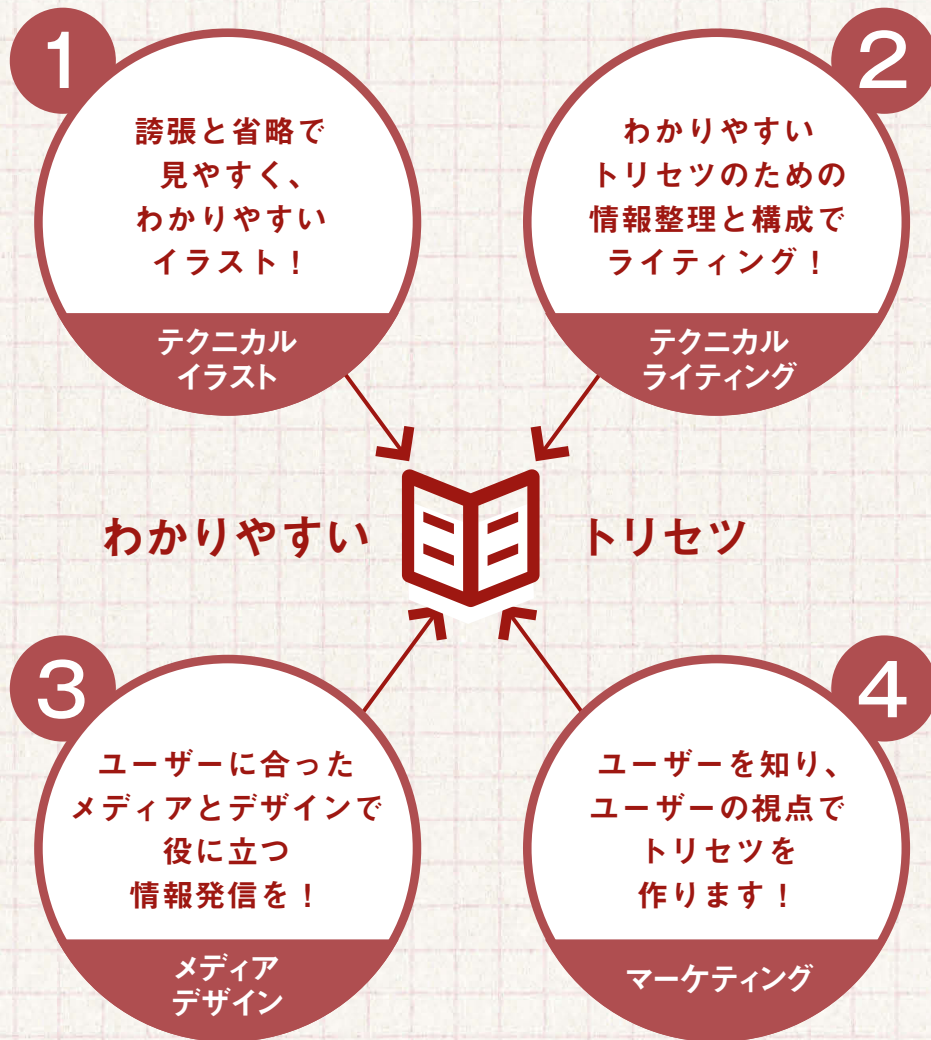 1
誇張と省略で
見やすく、
わかりやすい
イラスト！
テクニカル
イラスト
2
わかりやすい
トリセツのための
情報整理と構成で
ライティング！
テクニカル
ライティング
わかりやすい トリセツ
3
ユーザーに合った
メディアとデザインで
役に立つ
情報発信を！
メディア
デザイン
4
ユーザーを知り、
ユーザーの視点で
トリセツを
作ります！
マーケティング